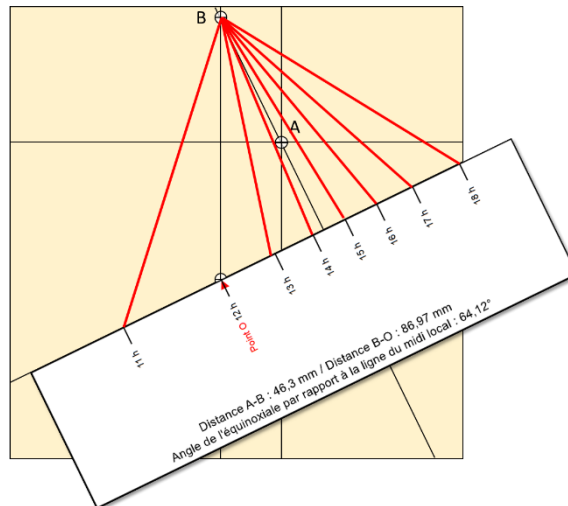 B
A
18 h
17 h
16 h
15 h
14 h
13 h
Point O 12 h
11 h
Distance A-B : 46,3 mm / Distance B-O : 86,97 mm
Angle de l'équinoxiale par rapport à la ligne du midi local : 64,12°